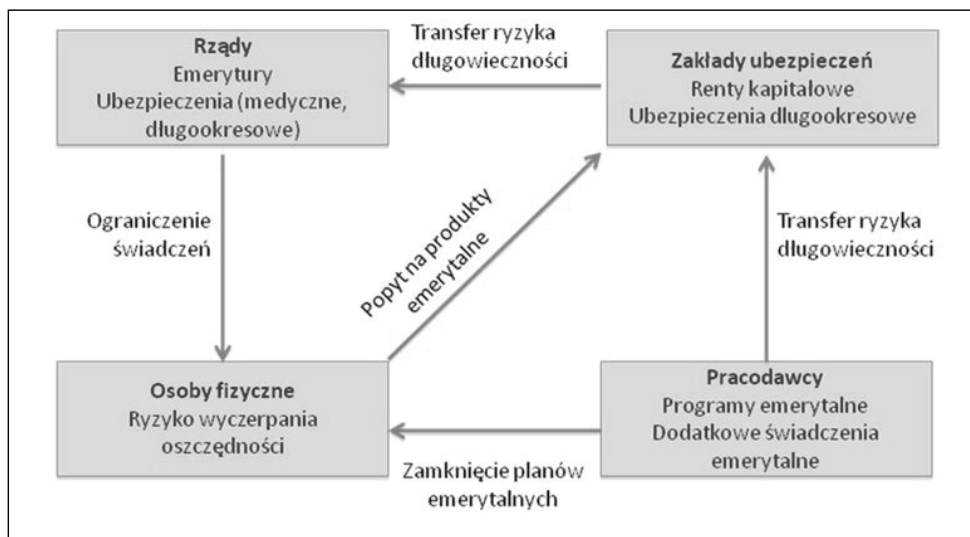 Rządy
Emerytury
Ubezpieczenia (medyczne,
długookresowe)
Transfer ryzyka
długowieczności
Zakłady ubezpieczeń
Renty kapitałowe
Ubezpieczenia długookresowe
Ograniczenie
świadczeń
Popyt na produkty
emerytalne
Transfer ryzyka
długowieczności
Osoby fizyczne
Ryzyko wyczerpania
oszczędności
Zamknięcie planów
emerytalnych
Pracodawcy
Programy emerytalne
Dodatkowe świadczenia
emerytalne